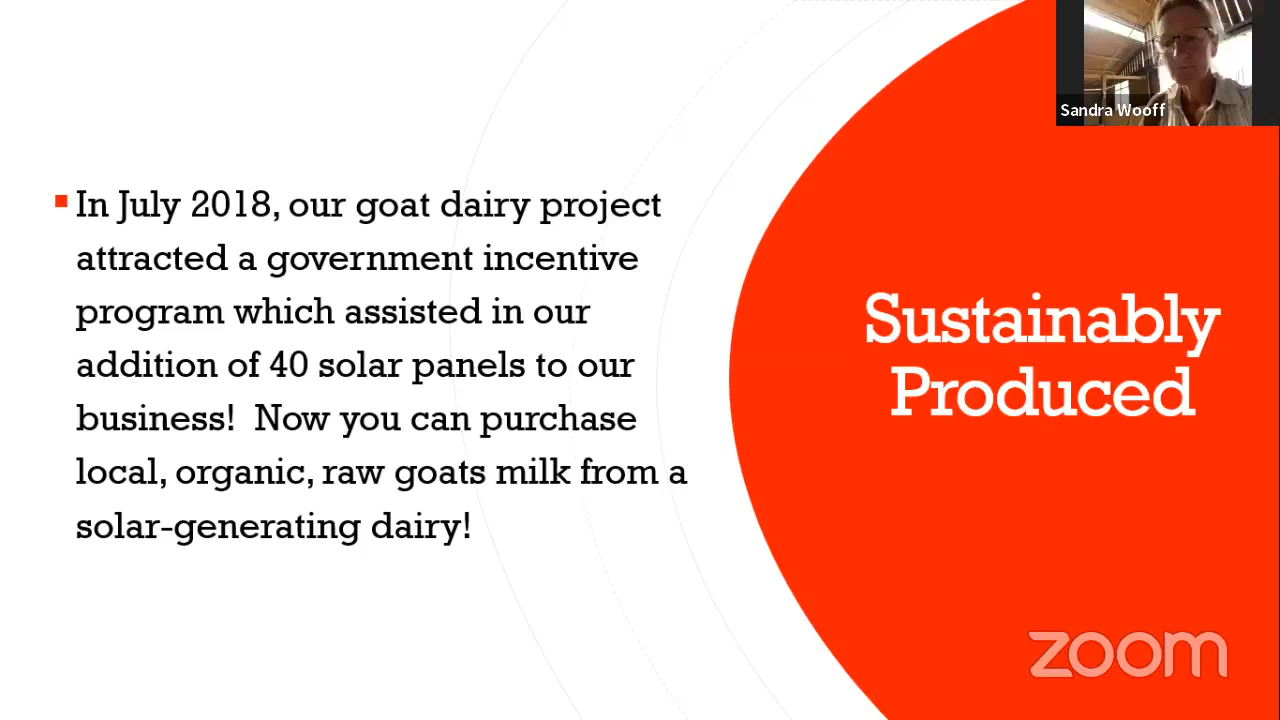 Sandra Wooff
In July 2018, our goat dairy project
attracted a government incentive
program which assisted in our
addition of 40 solar panels to our
business!  Now you can purchase
local, organic, raw goats milk from a
solar-generating dairy!
Sustainably
Produced
zoom